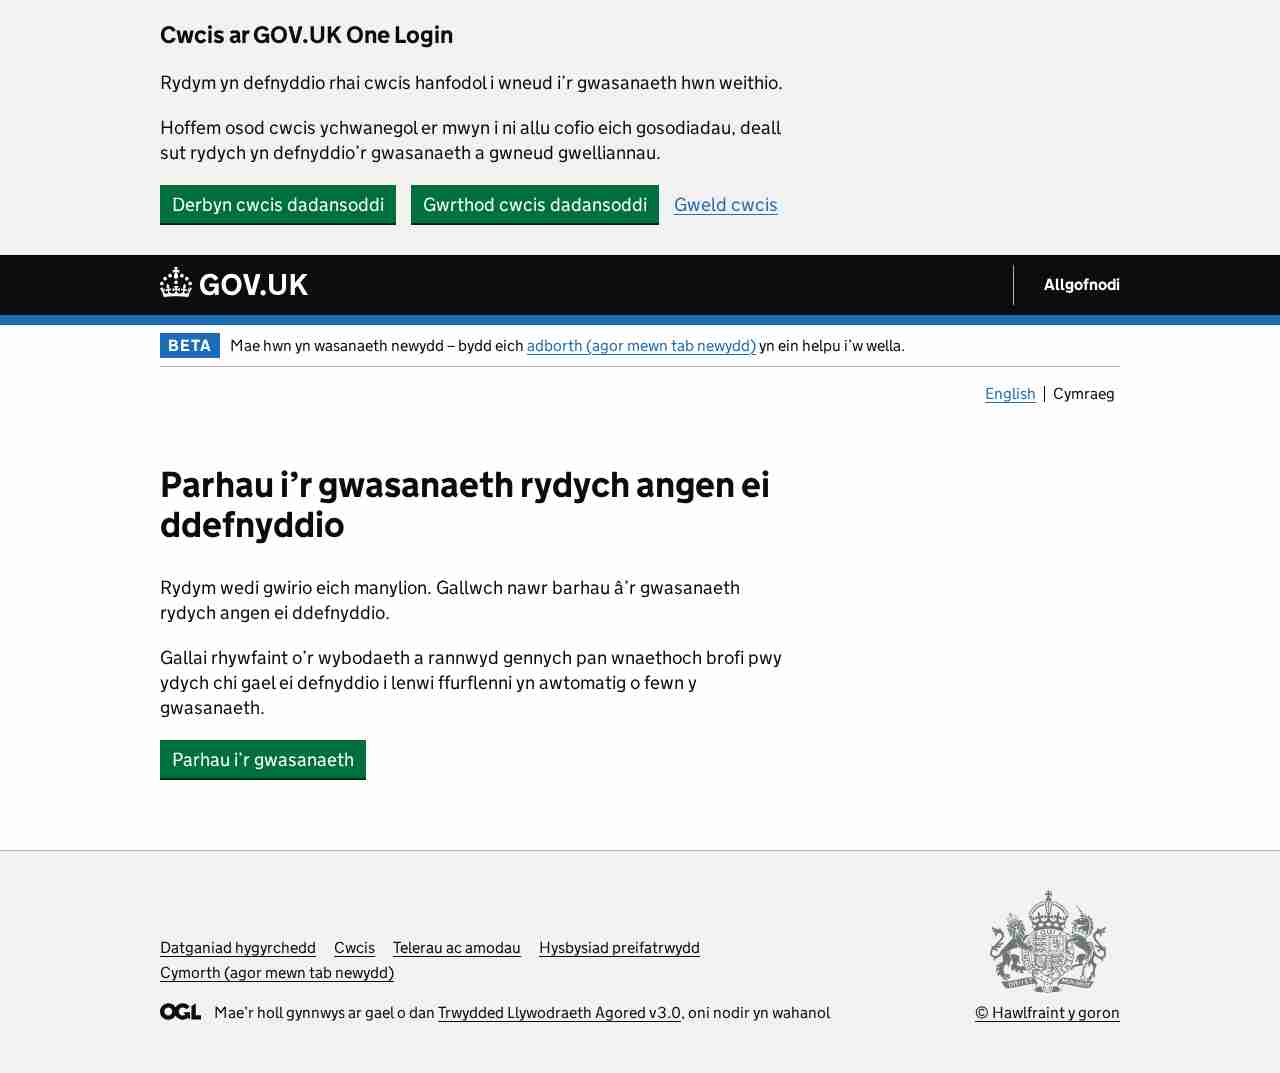 Cwcis ar GOV.UK One Login
Rydym yn defnyddio rhai cwcis hanfodol i wneud i’r gwasanaeth hwn weithio.
Hoffem osod cwcis ychwanegol er mwyn i ni allu cofio eich gosodiadau, deall
sut rydych yn defnyddio’r gwasanaeth a gwneud gwelliannau.
Derbyn cwcis dadansoddi Gwrthod cwcis dadansoddi Gweld cwcis
GOV.UK Allgofnodi
BETA Mae hwn yn wasanaeth newydd – bydd eich adborth (agor mewn tab newydd) yn ein helpu i’w wella.
English Cymraeg
Parhau i’r gwasanaeth rydych angen ei
ddefnyddio
Rydym wedi gwirio eich manylion. Gallwch nawr barhau â’r gwasanaeth
rydych angen ei ddefnyddio.
Gallai rhywfaint o’r wybodaeth a rannwyd gennych pan wnaethoch brofi pwy
ydych chi gael ei defnyddio i lenwi ffurflenni yn awtomatig o fewn y
gwasanaeth.
Parhau i’r gwasanaeth
Datganiad hygyrchedd Cwcis Telerau ac amodau Hysbysiad preifatrwydd
Cymorth (agor mewn tab newydd)
OGL Mae’r holl gynnwys ar gael o dan Trwydded Llywodraeth Agored v3.0, oni nodir yn wahanol
© Hawlfraint y goron